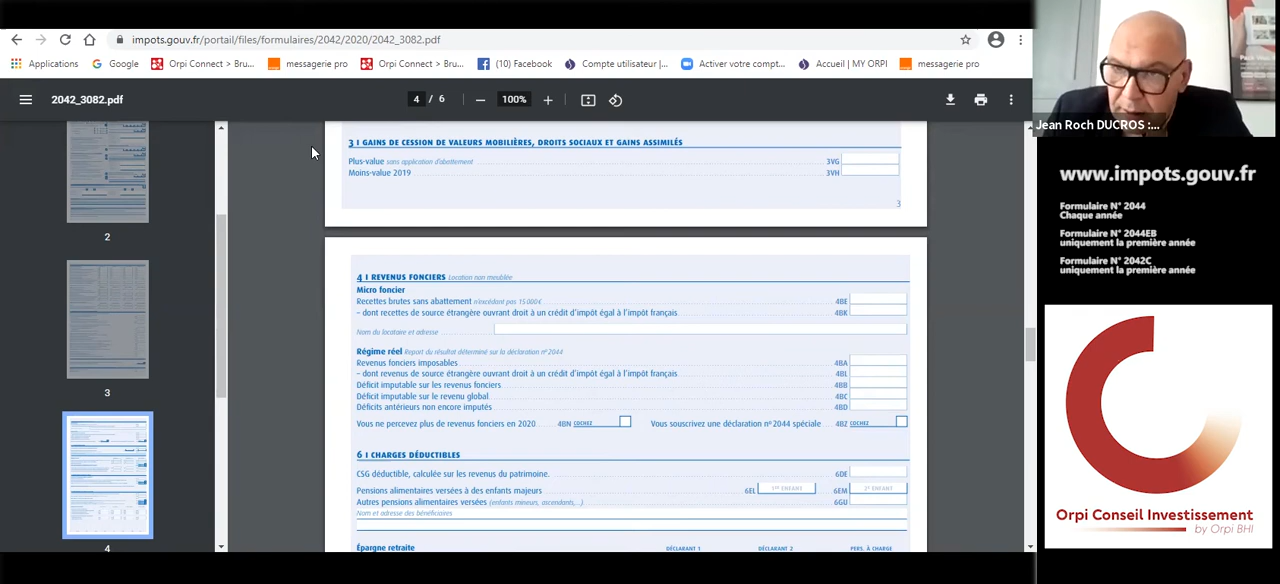 impots.gouv.fr/portail/files/formulaires/2042/2020/2042_3082.pdf
Applications
Google
Orpi Connect > Bru...
messagerie pro
Orpi Connect > Bru...
(10) Facebook
Compte utilisateur |...
Activer votre compt...
Accueil | MY ORPI
messagerie pro
2042_3082.pdf
4 / 6
100%
Jean Roch DUCROS :...
2
3
4
3 I GAINS DE CESSION DE VALEURS MOBILIÈRES, DROITS SOCIAUX ET GAINS ASSIMILÉS
Plus-value sans application d'abattement 3VG
Moins-value 2019 3VH
3
4 I REVENUS FONCIERS Location non meublée
Micro foncier
Recettes brutes sans abattement n'excédant pas 15 000 € 4BE
– dont recettes de source étrangère ouvrant droit à un crédit d'impôt égal à l'impôt français 4BK
Nom du locataire et adresse
Régime réel Report du résultat déterminé sur la déclaration nº 2044
Revenus fonciers imposables 4BA
– dont revenus de source étrangère ouvrant droit à un crédit d'impôt égal à l'impôt français 4BL
Déficit imputable sur les revenus fonciers 4BB
Déficit imputable sur le revenu global 4BC
Déficits antérieurs non encore imputés 4BD
Vous ne percevez plus de revenus fonciers en 2020 4BN COCHEZ Vous souscrivez une déclaration nº 2044 spéciale 4BZ COCHEZ
6 I CHARGES DÉDUCTIBLES
CSG déductible, calculée sur les revenus du patrimoine. 6DE
Pensions alimentaires versées à des enfants majeurs 6EL 1ER ENFANT 6EM 2E ENFANT
Autres pensions alimentaires versées (enfants mineurs, ascendants,...) 6GU
Nom et adresse des bénéficiaires
Épargne retraite DÉCLARANT 1 DÉCLARANT 2 PERS. À CHARGE
www.impots.gouv.fr
Formulaire N° 2044
Chaque année
Formulaire N° 2044EB
uniquement la première année
Formulaire N° 2042C
uniquement la première année
Orpi Conseil Investissement
by Orpi BHI